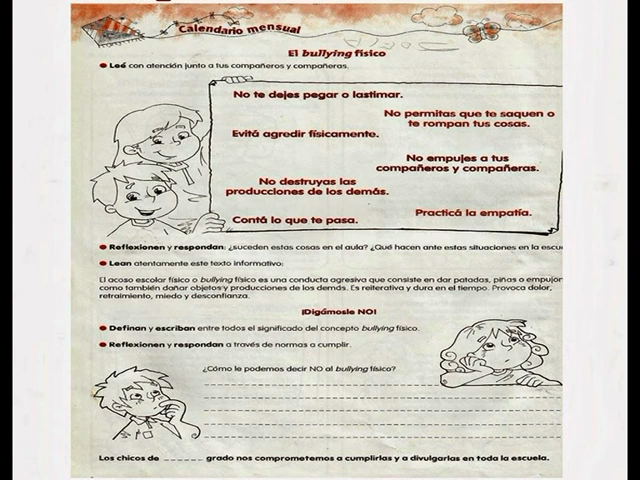 Calendario mensual
El bullying físico
● Leé con atención junto a tus compañeros y compañeras.
No te dejes pegar o lastimar.
No permitas que te saquen o
te rompan tus cosas.
Evitá agredir físicamente.
No empujes a tus
compañeros y compañeras.
No destruyas las
producciones de los demás.
Practicá la empatía.
Contá lo que te pasa.
● Reflexionen y respondan: ¿suceden estas cosas en el aula? ¿Qué hacen ante estas situaciones en la escu
● Lean atentamente este texto informativo:
El acoso escolar físico o bullying físico es una conducta agresiva que consiste en dar patadas, piñas o empujon
como también dañar objetos y producciones de los demás. Es reiterativa y dura en el tiempo. Provoca dolor,
retraimiento, miedo y desconfianza.
¡Digámosle NO!
● Definan y escriban entre todos el significado del concepto bullying físico.
● Reflexionen y respondan a través de normas a cumplir.
¿Cómo le podemos decir NO al bullying físico?
Los chicos de _______ grado nos comprometemos a cumplirlas y a divulgarlas en toda la escuela.